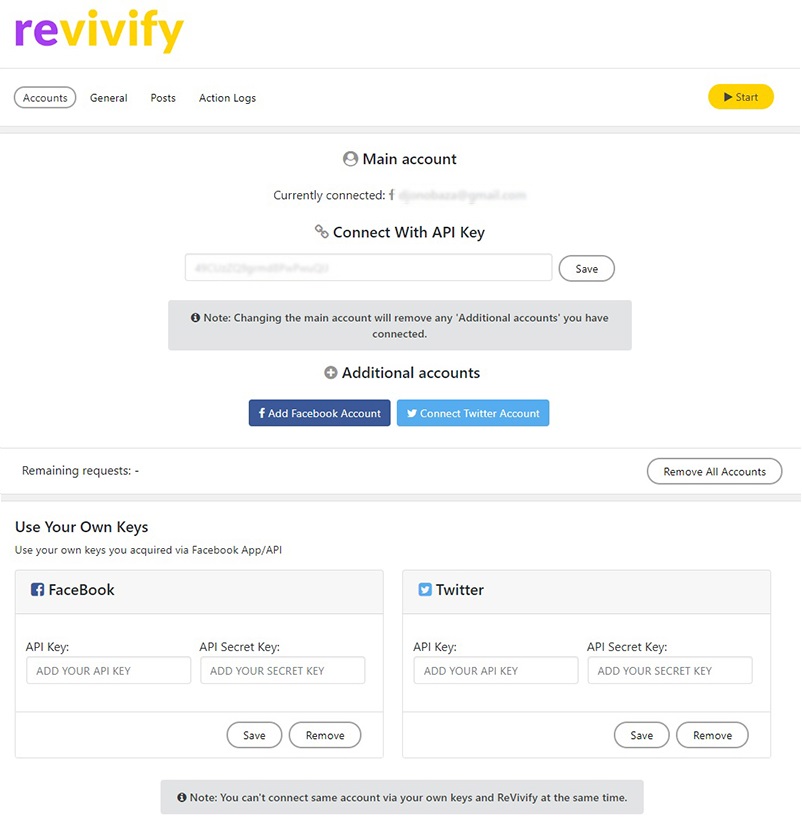 revivify
Accounts General Posts Action Logs Start
Main account
Currently connected:
Connect With API Key
Save
Note: Changing the main account will remove any 'Additional accounts' you have
connected.
Additional accounts
Add Facebook Account Connect Twitter Account
Remaining requests: - Remove All Accounts
Use Your Own Keys
Use your own keys you acquired via Facebook App/API
FaceBook Twitter
API Key: API Secret Key: API Key: API Secret Key:
ADD YOUR API KEY ADD YOUR SECRET KEY ADD YOUR API KEY ADD YOUR SECRET KEY
Save Remove Save Remove
Note: You can't connect same account via your own keys and ReVivify at the same time.